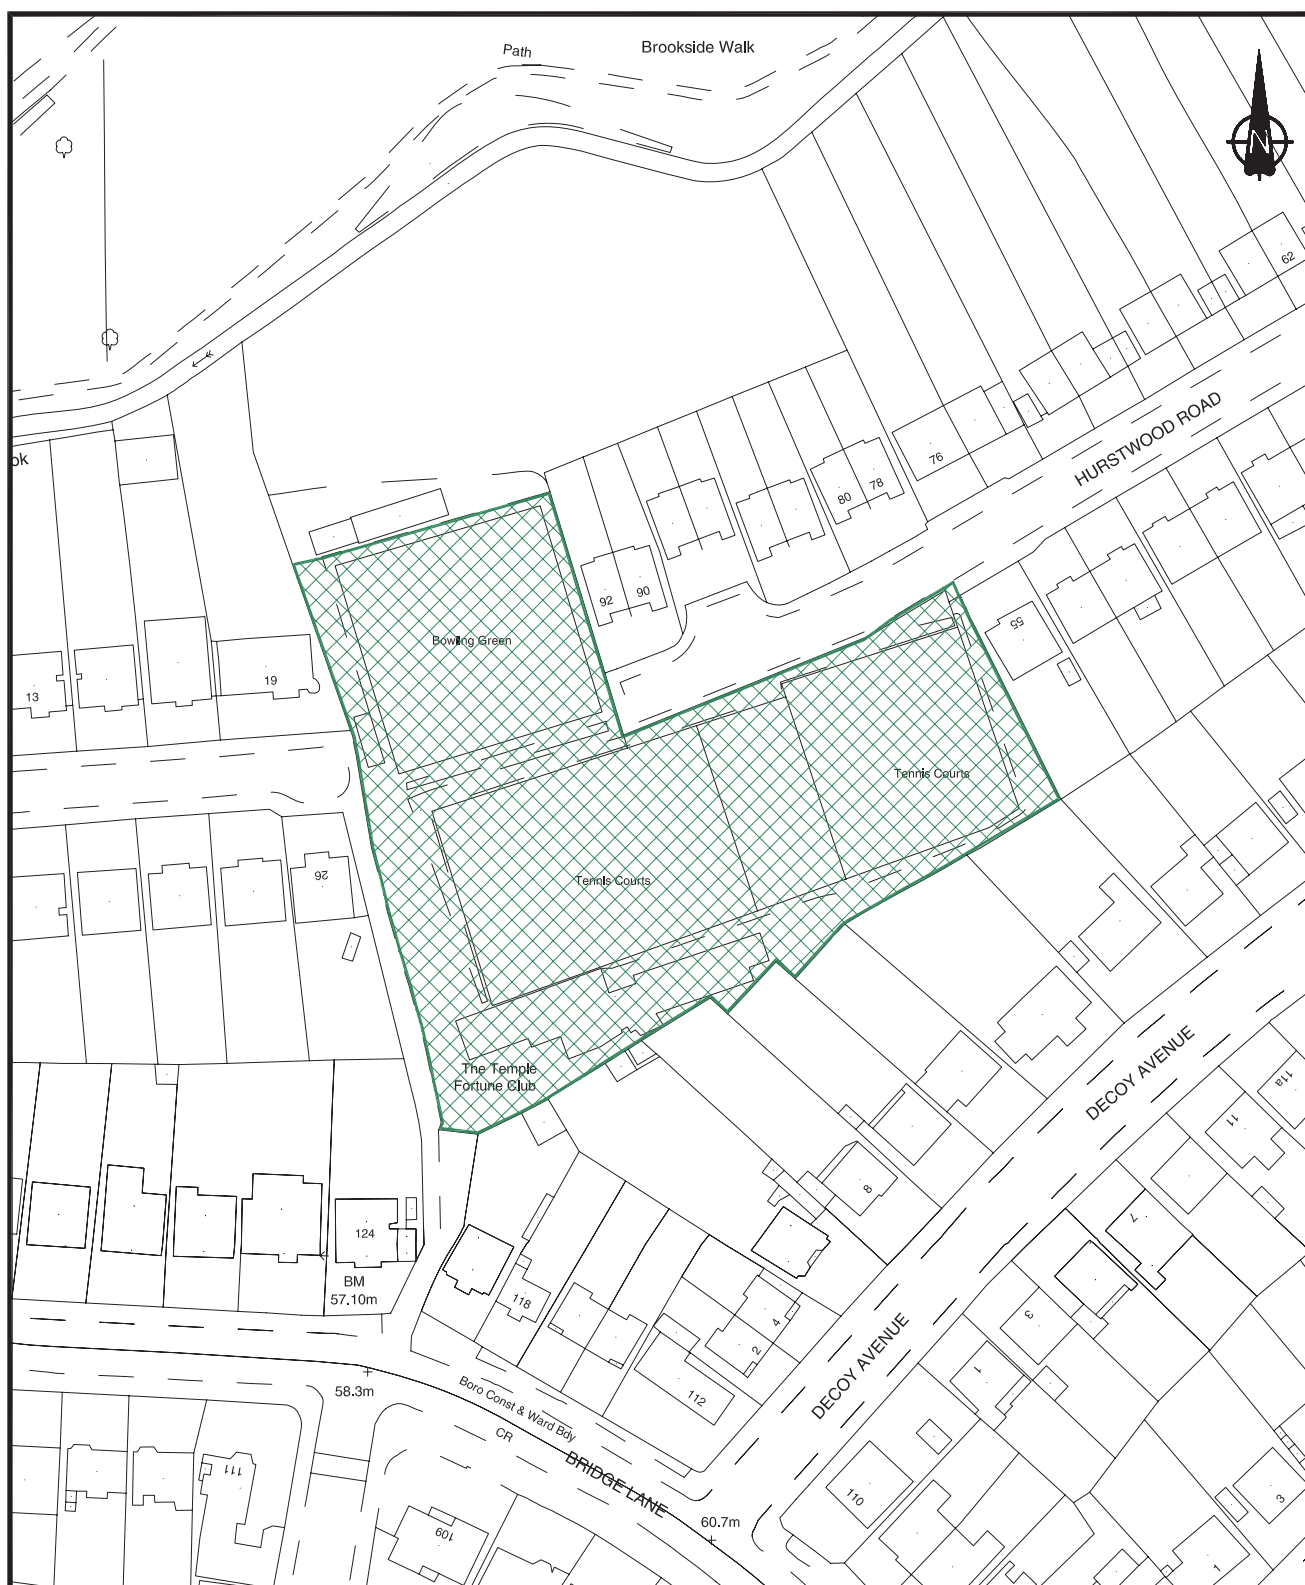 Path
Brookside Walk
N
62
ok
HURSTWOOD ROAD
76
78
80
90
92
55
Bowling Green
13
19
Tennis Courts
Tennis Courts
26
The Temple
Fortune Club
DECOY AVENUE
11a
11
8
7
124
BM
57.10m
118
4
2
3
1
112
DECOY AVENUE
58.3m
Boro Const & Ward Bdy
CR
BRIDGE LANE
60.7m
111
109
110
3
1